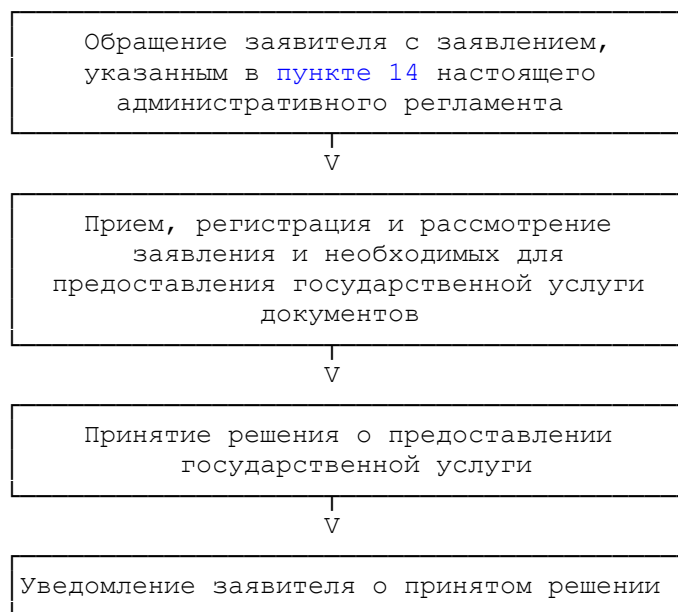 Обращение заявителя с заявлением,
указанным в пункте 14 настоящего
административного регламента
V
Прием, регистрация и рассмотрение
заявления и необходимых для
предоставления государственной услуги
документов
V
Принятие решения о предоставлении
государственной услуги
V
Уведомление заявителя о принятом решении